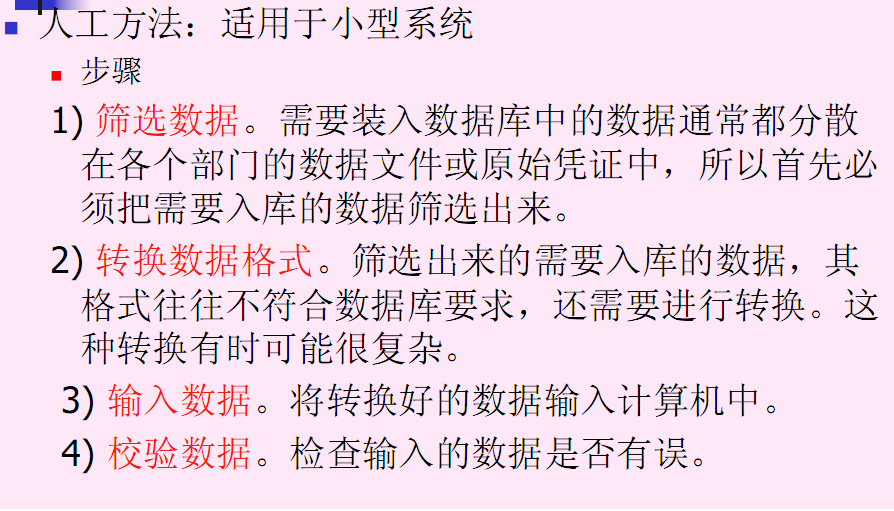 人工方法：适用于小型系统
步骤
1) 筛选数据。需要装入数据库中的数据通常都分散
在各个部门的数据文件或原始凭证中，所以首先必
须把需要入库的数据筛选出来。
2) 转换数据格式。筛选出来的需要入库的数据，其
格式往往不符合数据库要求，还需要进行转换。这
种转换有时可能很复杂。
3) 输入数据。将转换好的数据输入计算机中。
4) 校验数据。检查输入的数据是否有误。